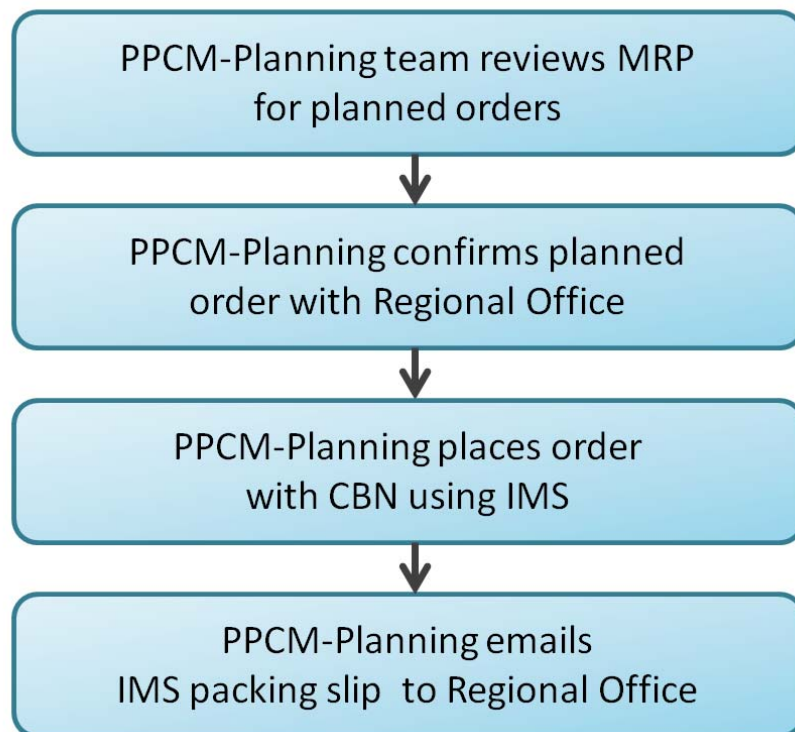 PPCM-Planning team reviews MRP
for planned orders
PPCM-Planning confirms planned
order with Regional Office
PPCM-Planning places order
with CBN using IMS
PPCM-Planning emails
IMS packing slip to Regional Office